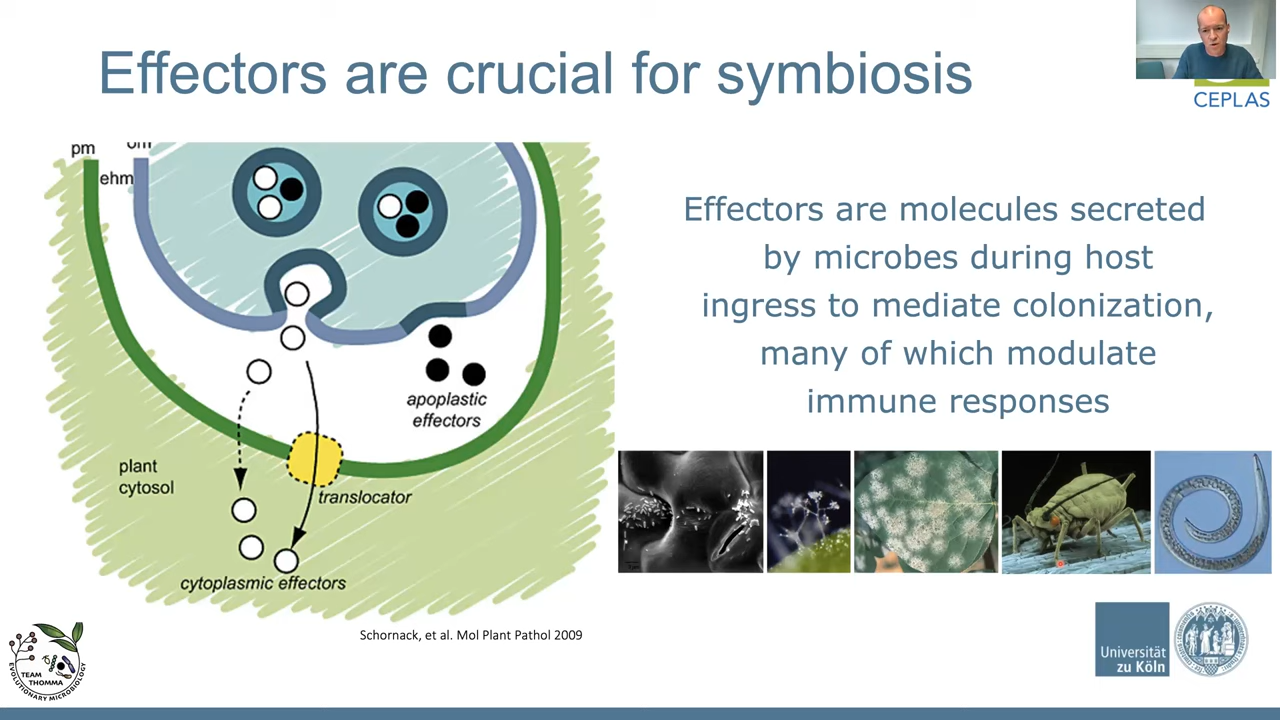 Effectors are crucial for symbiosis
CEPLAS
pm
ehm
apoplastic
effectors
plant
cytosol
translocator
cytoplasmic effectors
Schornack, et al. Mol Plant Pathol 2009
Effectors are molecules secreted
by microbes during host
ingress to mediate colonization,
many of which modulate
immune responses
TEAM
THOMMA
EVOLUTIONARY MICROBIOLOGY
Universität
zu Köln